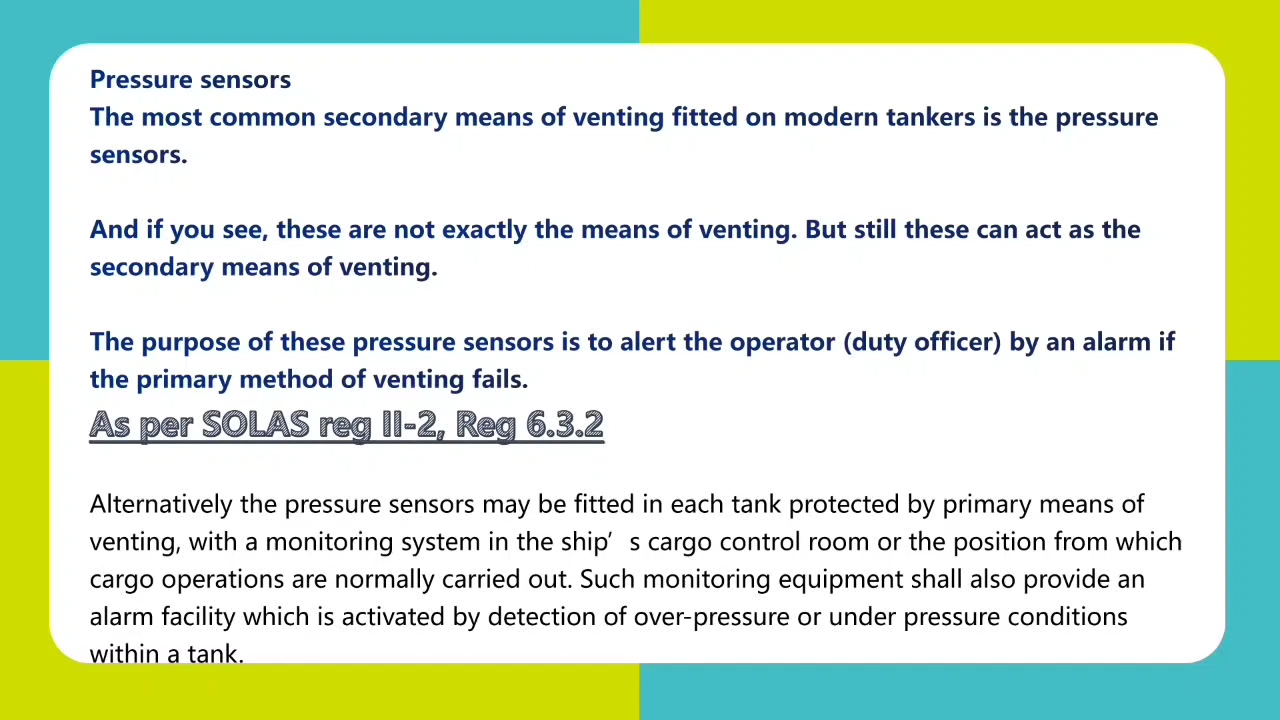 Pressure sensors
The most common secondary means of venting fitted on modern tankers is the pressure
sensors.
And if you see, these are not exactly the means of venting. But still these can act as the
secondary means of venting.
The purpose of these pressure sensors is to alert the operator (duty officer) by an alarm if
the primary method of venting fails.
As per SOLAS reg II-2, Reg 6.3.2
Alternatively the pressure sensors may be fitted in each tank protected by primary means of
venting, with a monitoring system in the ship’s cargo control room or the position from which
cargo operations are normally carried out. Such monitoring equipment shall also provide an
alarm facility which is activated by detection of over-pressure or under pressure conditions
within a tank.